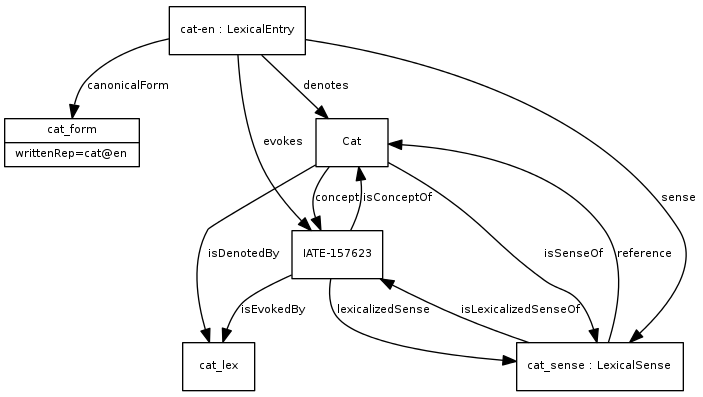 cat-en : LexicalEntry
canonicalForm
denotes
cat_form
writtenRep=cat@en
evokes
Cat
concept
isConceptOf
sense
isDenotedBy
IATE-157623
isSenseOf
reference
isEvokedBy
lexicalizedSense
isLexicalizedSenseOf
cat_lex
cat_sense : LexicalSense